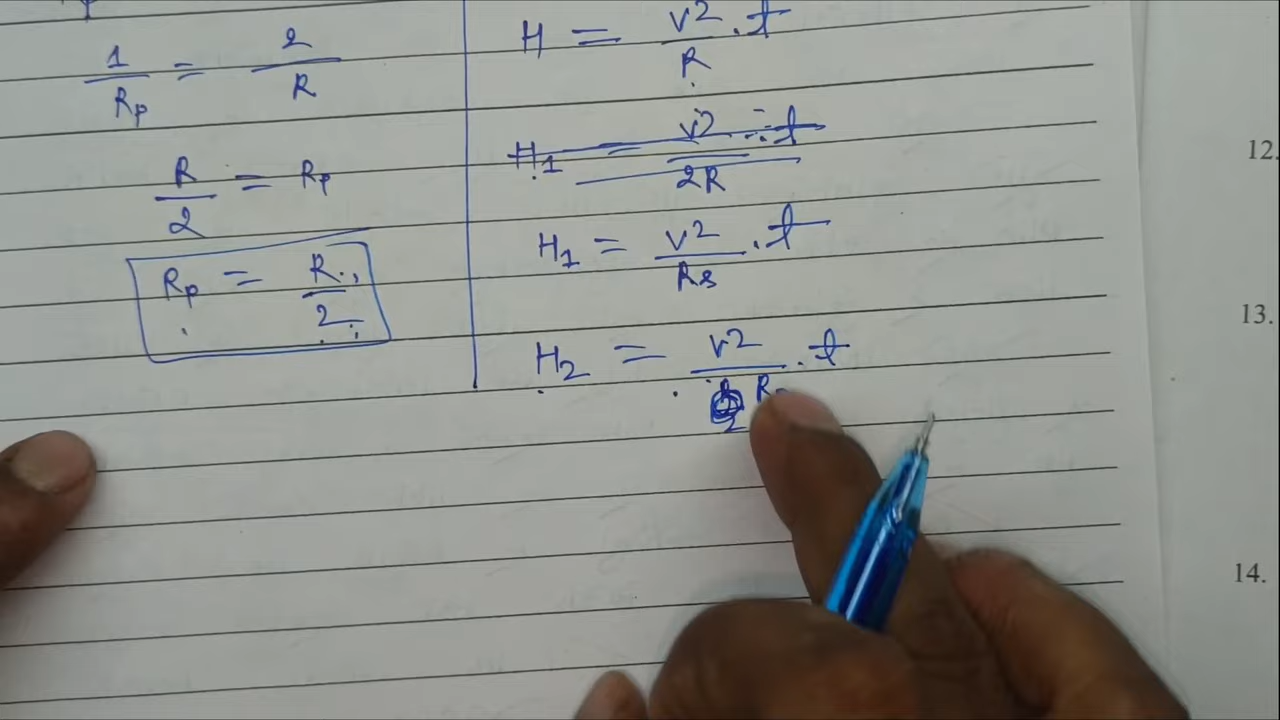 1/Rp = 2/R
R/2 = Rp
Rp = R/2
H = v2/R . t
H1 = v2/2R . t
H1 = v2/Rs . t
H2 = v2/R . t
12.
13.
14.